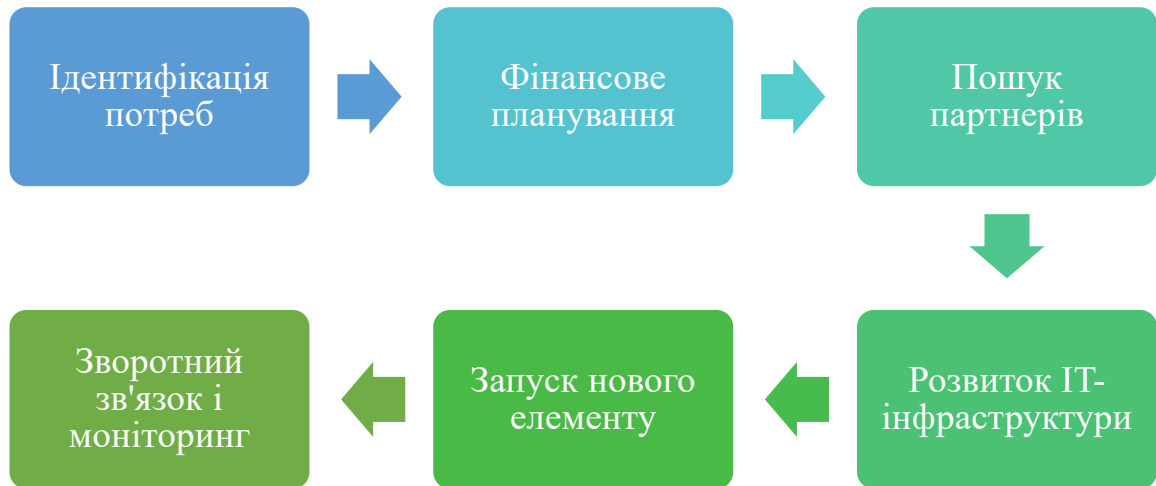 Ідентифікація
потреб
Фінансове
планування
Пошук
партнерів
Розвиток ІТ-
інфраструктури
Запуск нового
елементу
Зворотний
зв'язок і
моніторинг